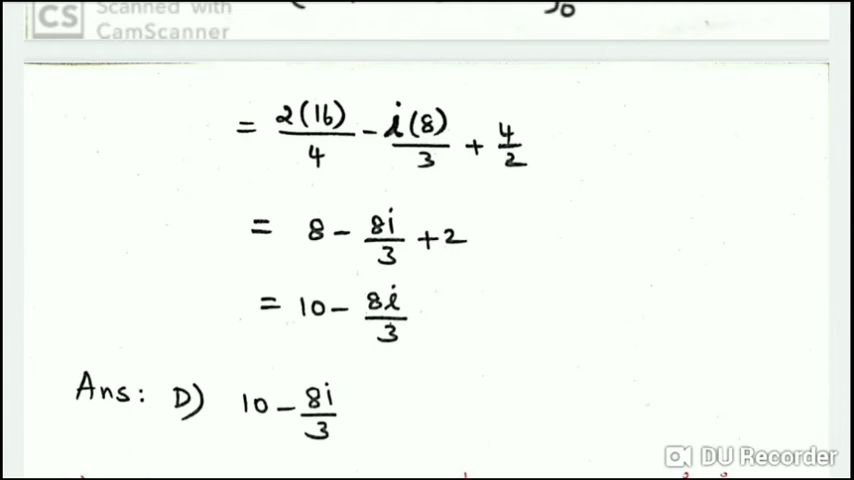 CS Scanned with
CamScanner
= 2(16)/4 - i(8)/3 + 4/2
= 8 - 8i/3 + 2
= 10 - 8i/3
Ans: D) 10 - 8i/3
DU Recorder